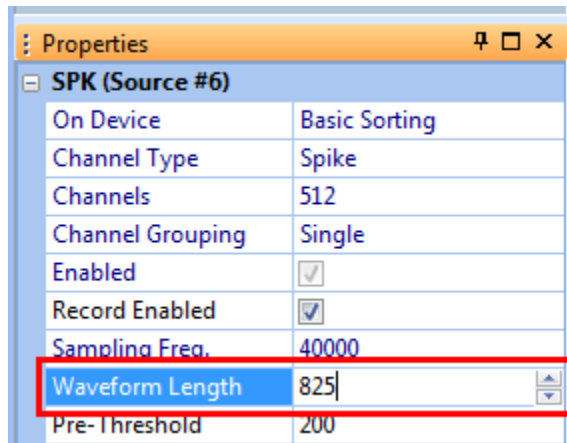 Properties
SPK (Source #6)
On Device Basic Sorting
Channel Type Spike
Channels 512
Channel Grouping Single
Enabled
Record Enabled
Sampling Freq. 40000
Waveform Length 825
Pre-Threshold 200